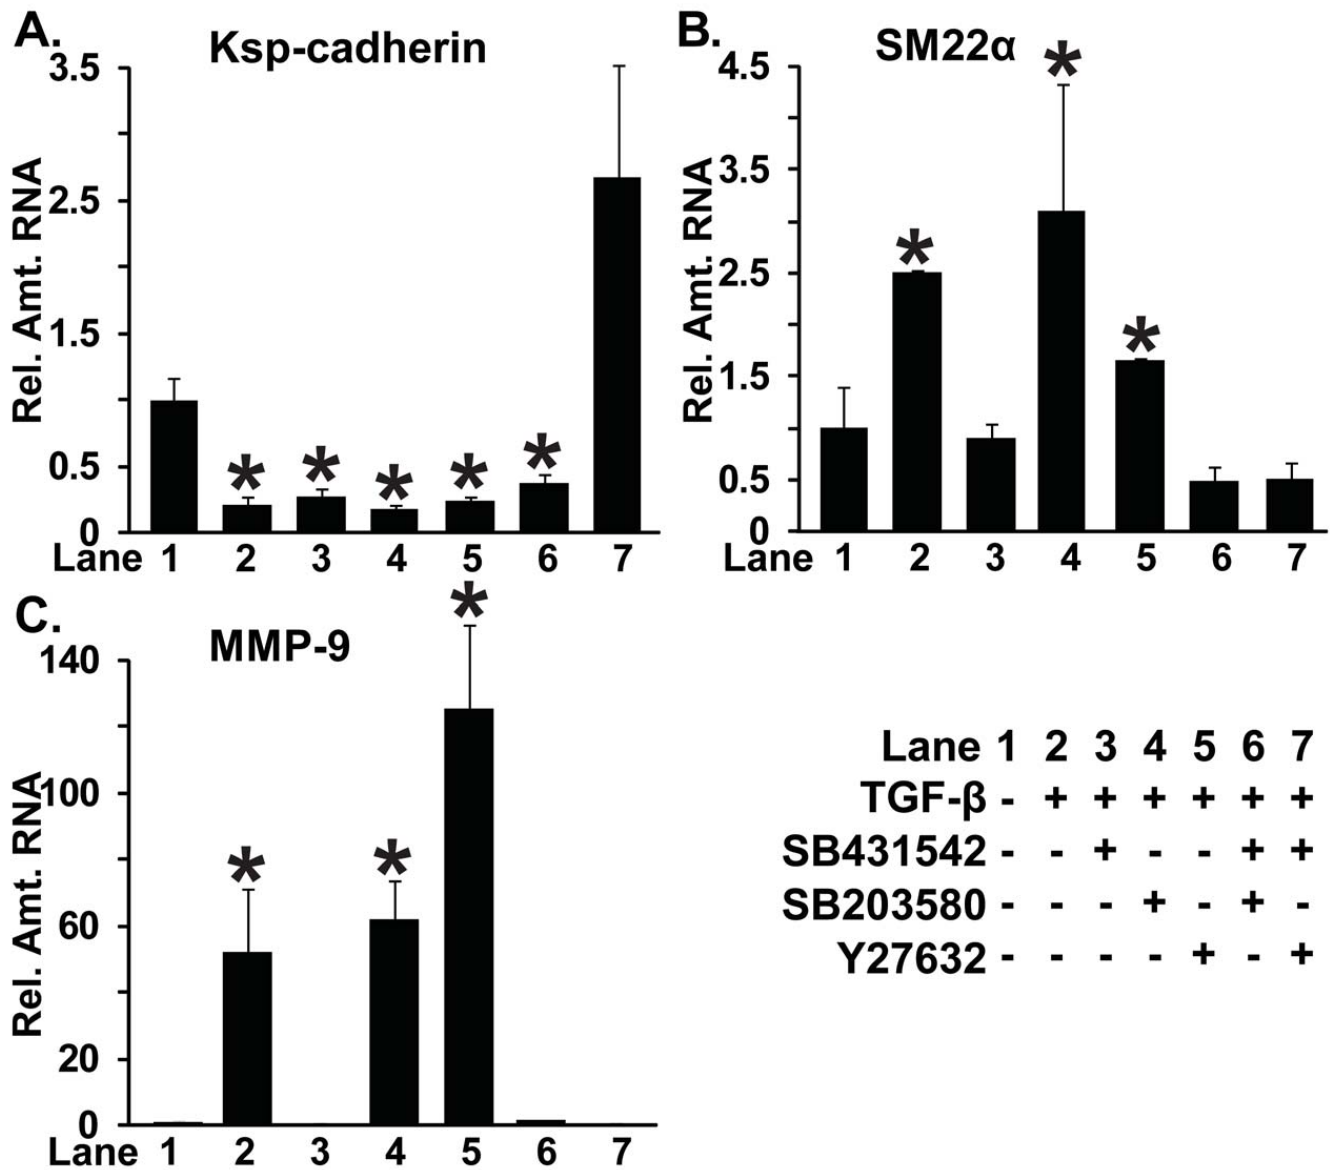 A.
Ksp-cadherin
Rel. Amt. RNA
3.5
2.5
1.5
0.5
0
Lane 1 2 3 4 5 6 7
* * * * *
B.
SM22α
Rel. Amt. RNA
4.5
3.5
2.5
1.5
0.5
0
Lane 1 2 3 4 5 6 7
* * *
C.
MMP-9
Rel. Amt. RNA
140
100
60
20
0
Lane 1 2 3 4 5 6 7
* * *
Lane 1 2 3 4 5 6 7
TGF-β - + + + + + +
SB431542 - - + - - + +
SB203580 - - - + - + -
Y27632 - - - - + - +